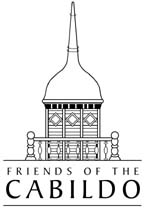 FRIENDS OF THE
CABILDO